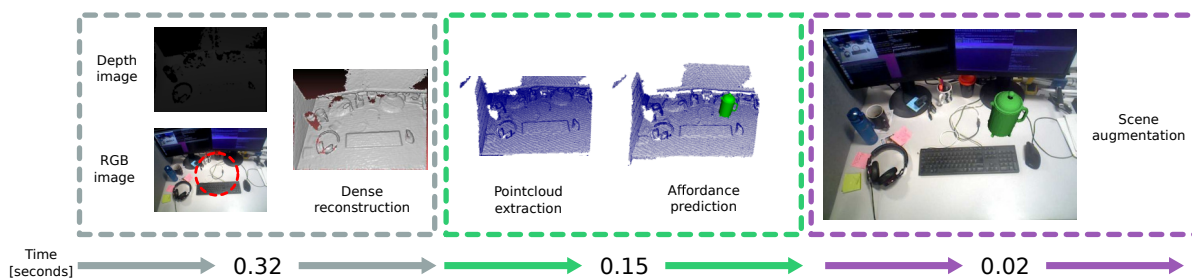 Depth
image
RGB
image
Dense
reconstruction
Pointcloud
extraction
Affordance
prediction
Scene
augmentation
Time
[seconds]
0.32
0.15
0.02